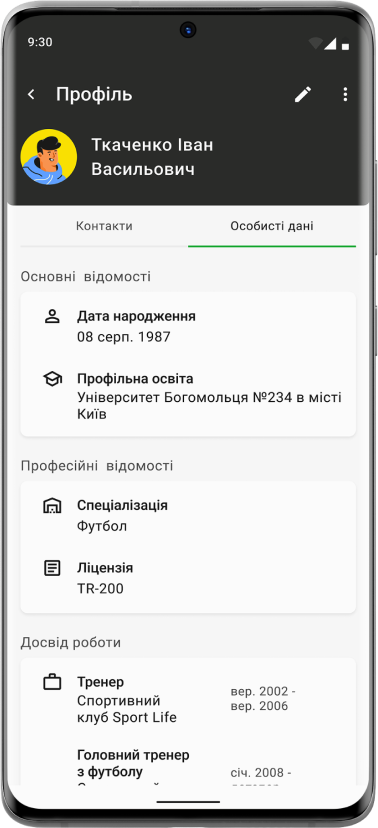 9:30
Профіль
Ткаченко Іван
Васильович
Контакти
Особисті дані
Основні відомості
Дата народження
08 серп. 1987
Профільна освіта
Університет Богомольця №234 в місті
Київ
Професійні відомості
Спеціалізація
Футбол
Ліцензія
TR-200
Досвід роботи
Тренер
Спортивний
клуб Sport Life
вер. 2002 -
вер. 2006
Головний тренер
з футболу
січ. 2008 -